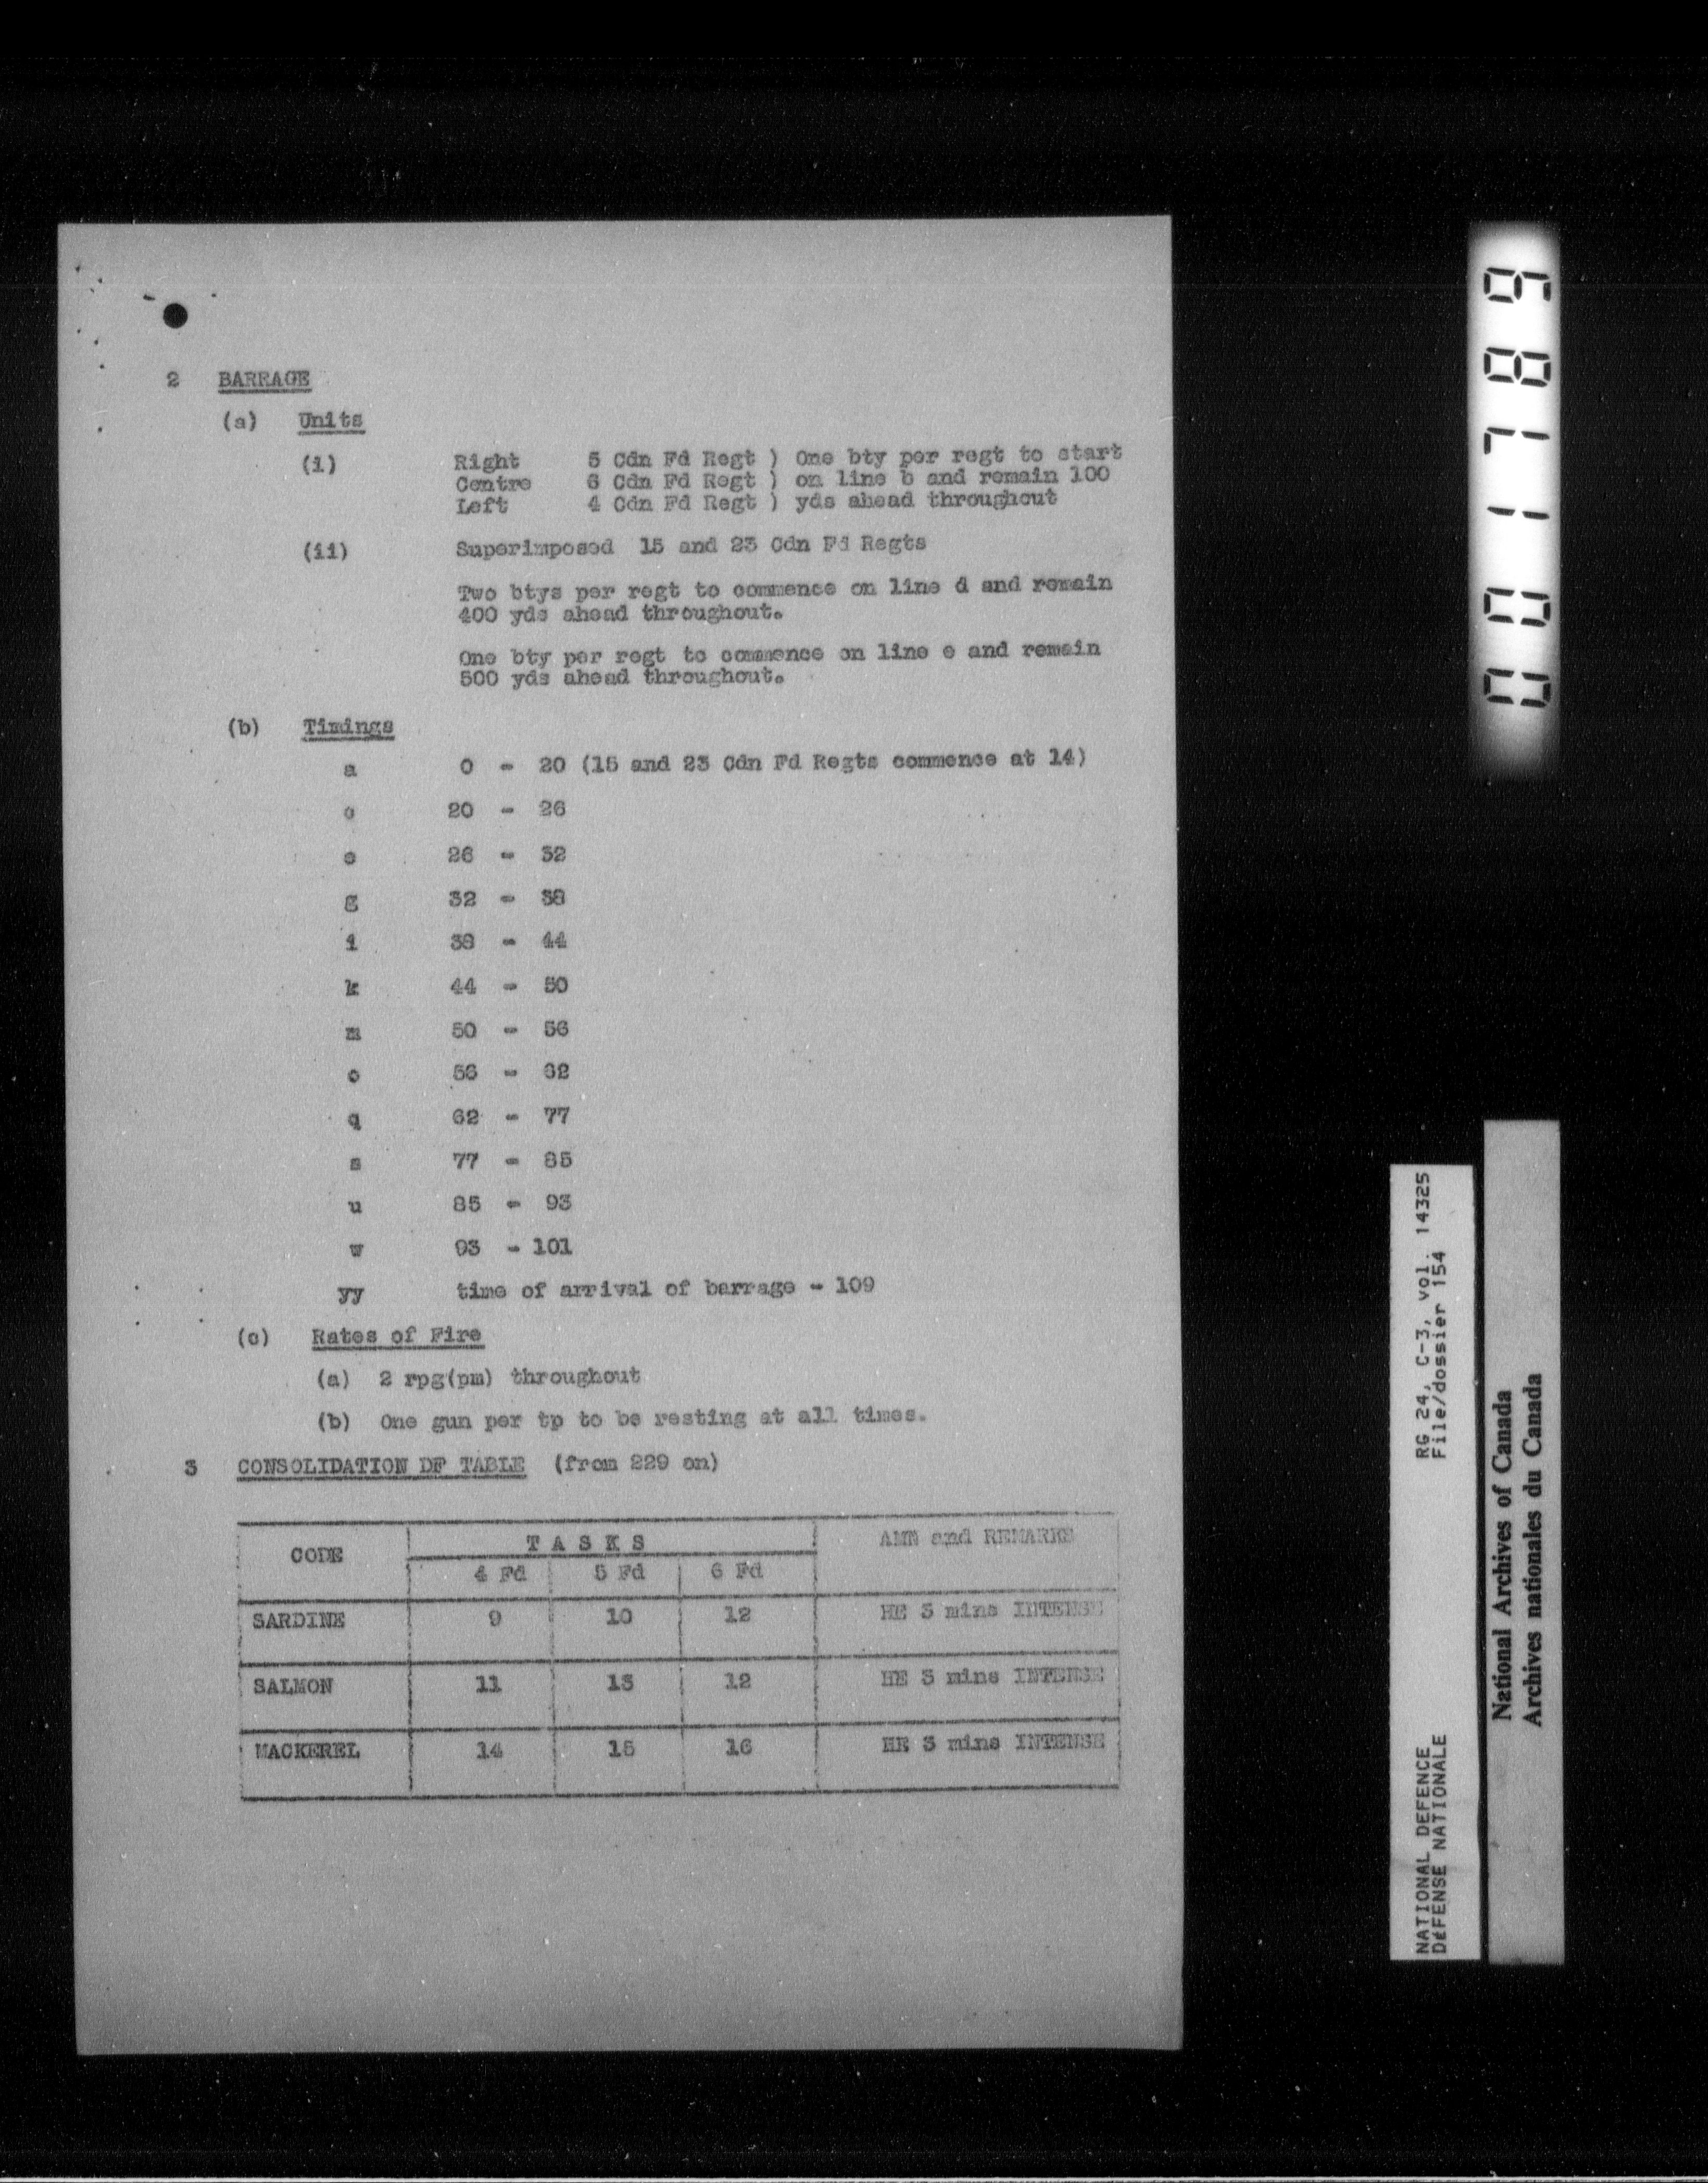 2 BARRAGE
(a) Units
(i) Right 5 Cdn Fd Regt ) One bty per regt to start
Centre 6 Cdn Fd Regt ) on line b and remain 100
Left 4 Cdn Fd Regt ) yds ahead throughout
(ii) Superimposed 15 and 23 Cdn Fd Regts
Two btys per regt to commence on line d and remain
400 yds ahead throughout.
One bty per regt to commence on line e and remain
500 yds ahead throughout.
(b) Timings
a 0 - 20 (15 and 23 Cdn Fd Regts commence at 14)
c 20 - 26
e 26 - 32
g 32 - 38
i 38 - 44
k 44 - 50
m 50 - 56
o 56 - 62
q 62 - 77
s 77 - 85
u 85 - 93
w 93 - 101
yy time of arrival of barrage - 109
(c) Rates of Fire
(a) 2 rpg(pm) throughout
(b) One gun per tp to be resting at all times.
3 CONSOLIDATION DF TABLE (from 229 on)
CODE TASKS AMN and REMARKS
4 Fd 5 Fd 6 Fd
SARDINE 9 10 12 HE 3 mins INTENSE
SALMON 11 13 12 HE 3 mins INTENSE
MACKEREL 14 15 16 HE 3 mins INTENSE
0011789
NATIONAL DEFENCE RG 24, C-3, vol. 14325
DéFENSE NATIONALE File/dossier 154
National Archives of Canada
Archives nationales du Canada